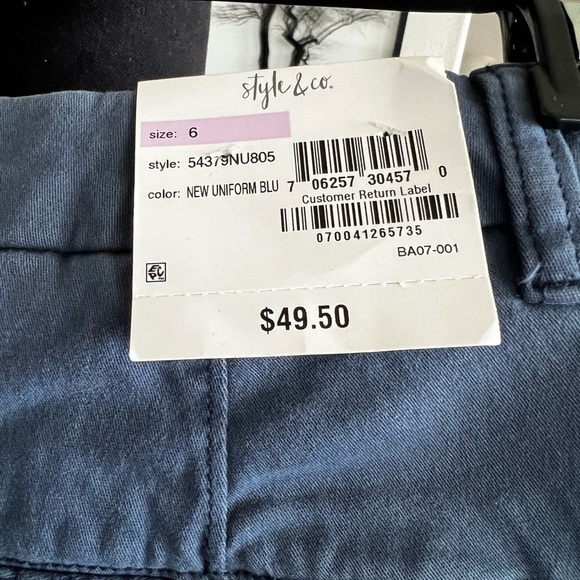 style & co.
size: 6
style: 54379NU805
color: NEW UNIFORM BLU
7 06257 30457 0
Customer Return Label
070041265735
BA07-001
EPC
$49.50